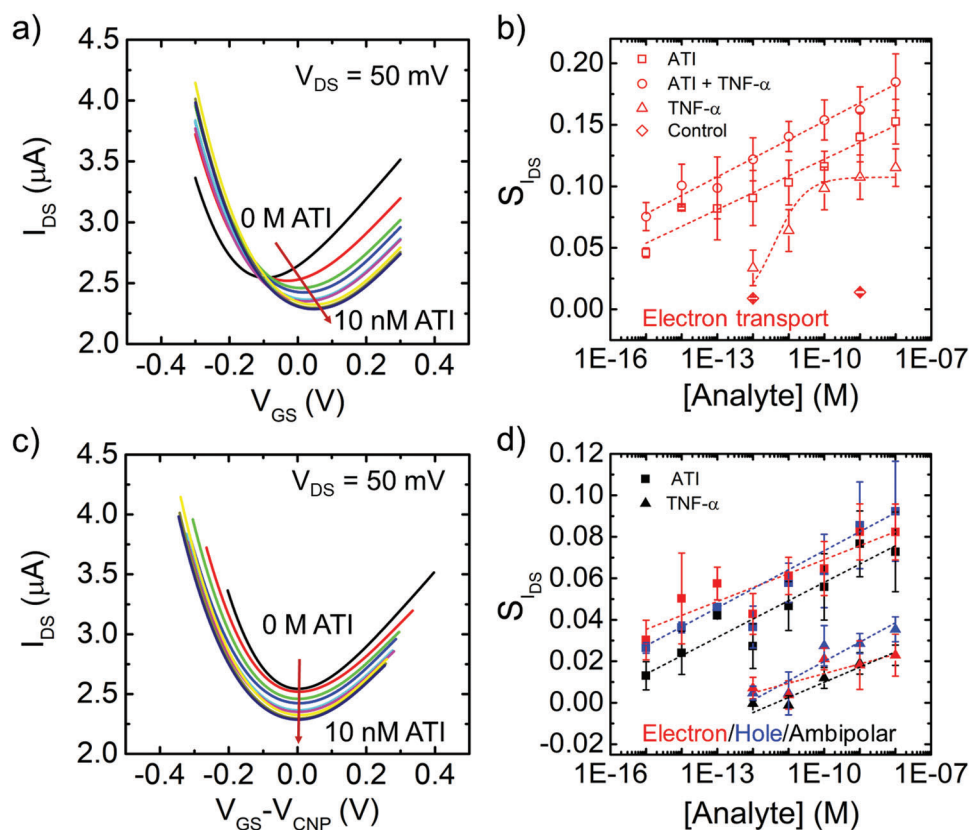 a)
4.5
4.0
3.5
3.0
2.5
2.0
I_DS (μA)
V_DS = 50 mV
0 M ATI
10 nM ATI
-0.4 -0.2 0.0 0.2 0.4
V_GS (V)
b)
0.20
0.15
0.10
0.05
0.00
S_I_DS
ATI
ATI + TNF-α
TNF-α
Control
Electron transport
1E-16 1E-13 1E-10 1E-07
[Analyte] (M)
c)
4.5
4.0
3.5
3.0
2.5
2.0
I_DS (μA)
V_DS = 50 mV
0 M ATI
10 nM ATI
-0.4 -0.2 0.0 0.2 0.4
V_GS-V_CNP (V)
d)
0.12
0.10
0.08
0.06
0.04
0.02
0.00
-0.02
S_I_DS
ATI
TNF-α
Electron/Hole/Ambipolar
1E-16 1E-13 1E-10 1E-07
[Analyte] (M)